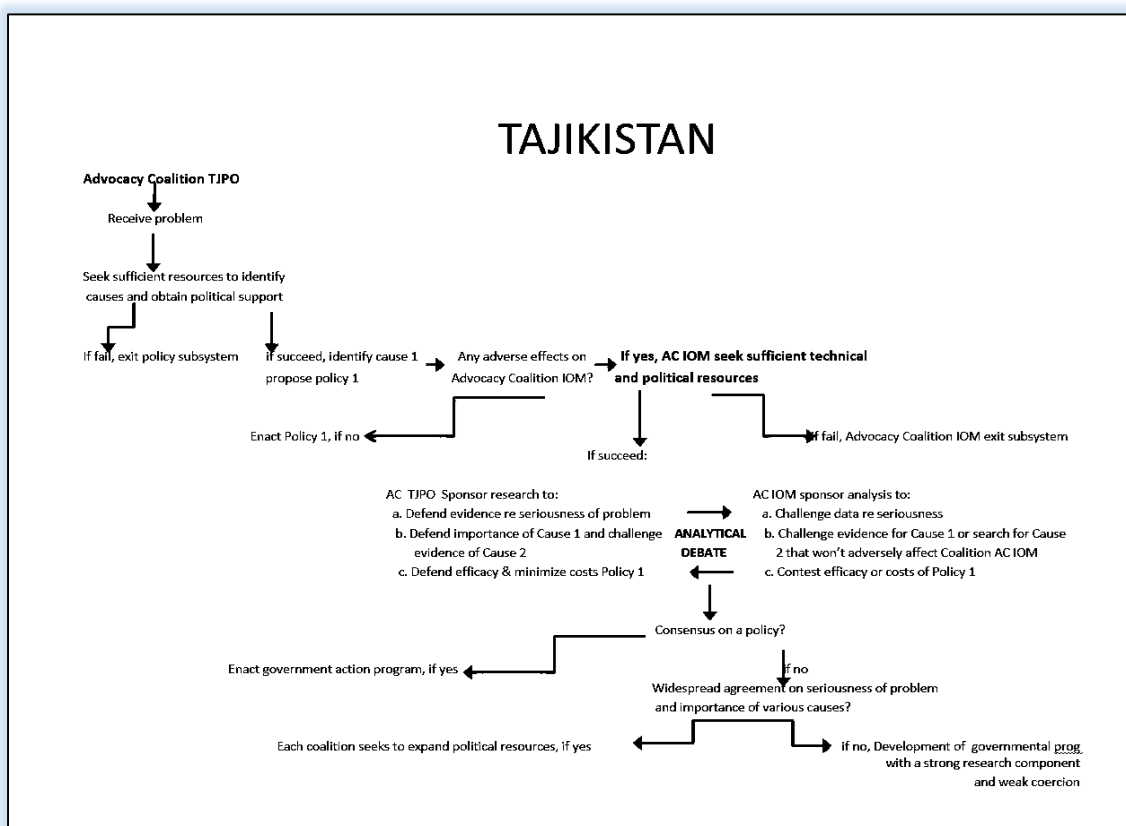 TAJIKISTAN
Advocacy Coalition TJPO
Receive problem
Seek sufficient resources to identify
causes and obtain political support
If fail, exit policy subsystem
if succeed, identify cause 1
propose policy 1
Any adverse effects on
Advocacy Coalition IOM?
If yes, AC IOM seek sufficient technical
and political resources
Enact Policy 1, if no
If fail, Advocacy Coalition IOM exit subsystem
If succeed:
AC TJPO Sponsor research to:
a. Defend evidence re seriousness of problem
b. Defend importance of Cause 1 and challenge
evidence of Cause 2
c. Defend efficacy & minimize costs Policy 1
ANALYTICAL
DEBATE
AC IOM sponsor analysis to:
a. Challenge data re seriousness
b. Challenge evidence for Cause 1 or search for Cause
2 that won't adversely affect Coalition AC IOM
c. Contest efficacy or costs of Policy 1
Consensus on a policy?
Enact government action program, if yes
if no
Widespread agreement on seriousness of problem
and importance of various causes?
Each coalition seeks to expand political resources, if yes
if no, Development of governmental prog
with a strong research component
and weak coercion